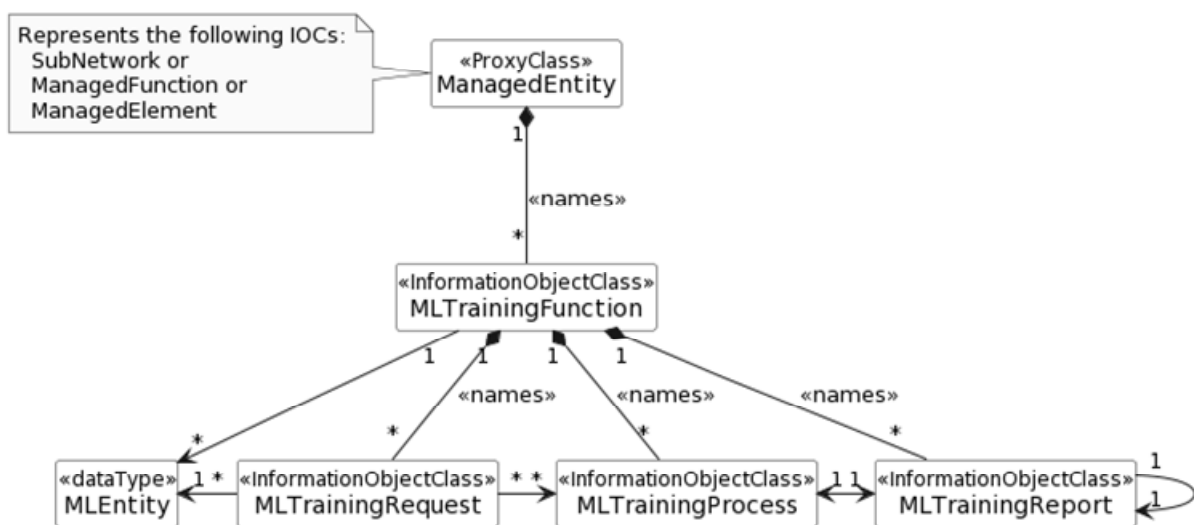 Represents the following IOCs:
SubNetwork or
ManagedFunction or
ManagedElement
«ProxyClass»
ManagedEntity
1
«names»
*
«InformationObjectClass»
MLTrainingFunction
1 1 1 1
«names» «names» «names»
* * * *
«dataType»
MLEntity
1 *
«InformationObjectClass»
MLTrainingRequest
* *
«InformationObjectClass»
MLTrainingProcess
1 1
«InformationObjectClass»
MLTrainingReport
1
1